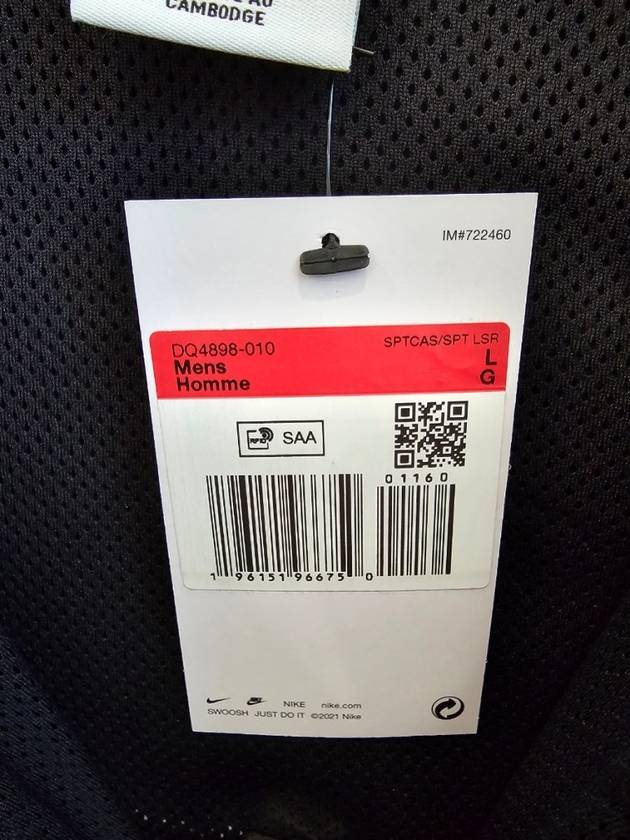 CAMBODGE
IM#722460
DQ4898-010
Mens
Homme
SPTCAS/SPT LSR
L
G
RFID SAA
01160
1 96151 96675 0
NIKE nike.com
SWOOSH JUST DO IT ©2021 Nike